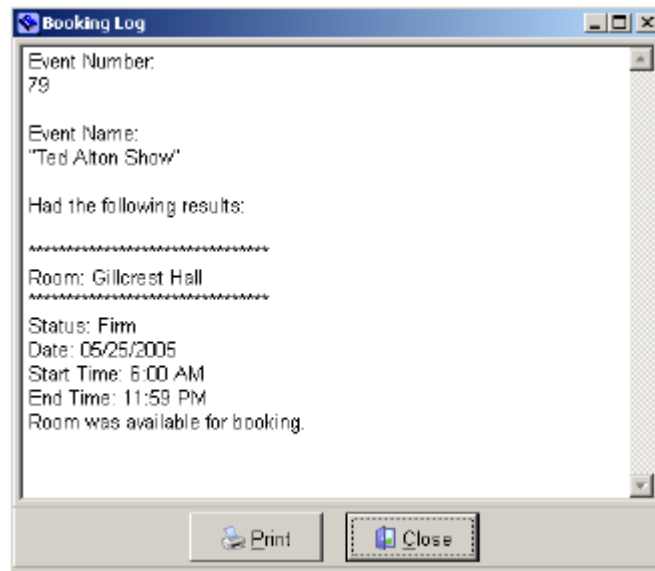 Booking Log
Event Number:
79
Event Name:
"Ted Alton Show"
Had the following results:
********************************
Room: Gillcrest Hall
********************************
Status: Firm
Date: 05/25/2005
Start Time: 6:00 AM
End Time: 11:59 PM
Room was available for booking.
Print
Close